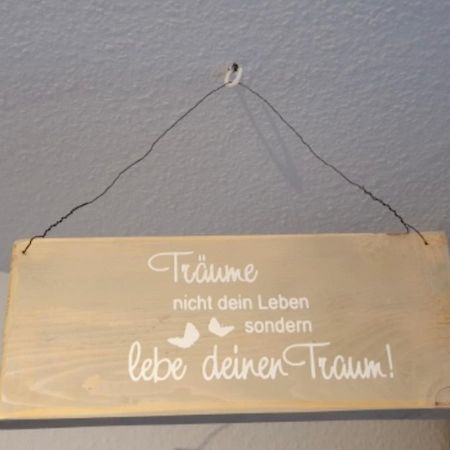 Träume
nicht dein Leben
sondern
lebe deinen Traum!